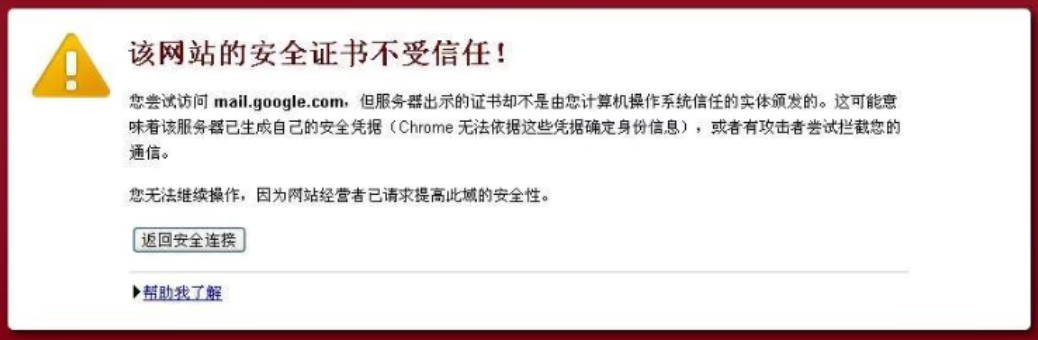 该网站的安全证书不受信任！
您尝试访问 mail.google.com，但服务器出示的证书却不是由您计算机操作系统信任的实体颁发的。这可能意
味着该服务器已生成自己的安全凭据（Chrome 无法依据这些凭据确定身份信息），或者有攻击者尝试拦截您的
通信。
您无法继续操作，因为网站经营者已请求提高此域的安全性。
返回安全连接
帮助我了解